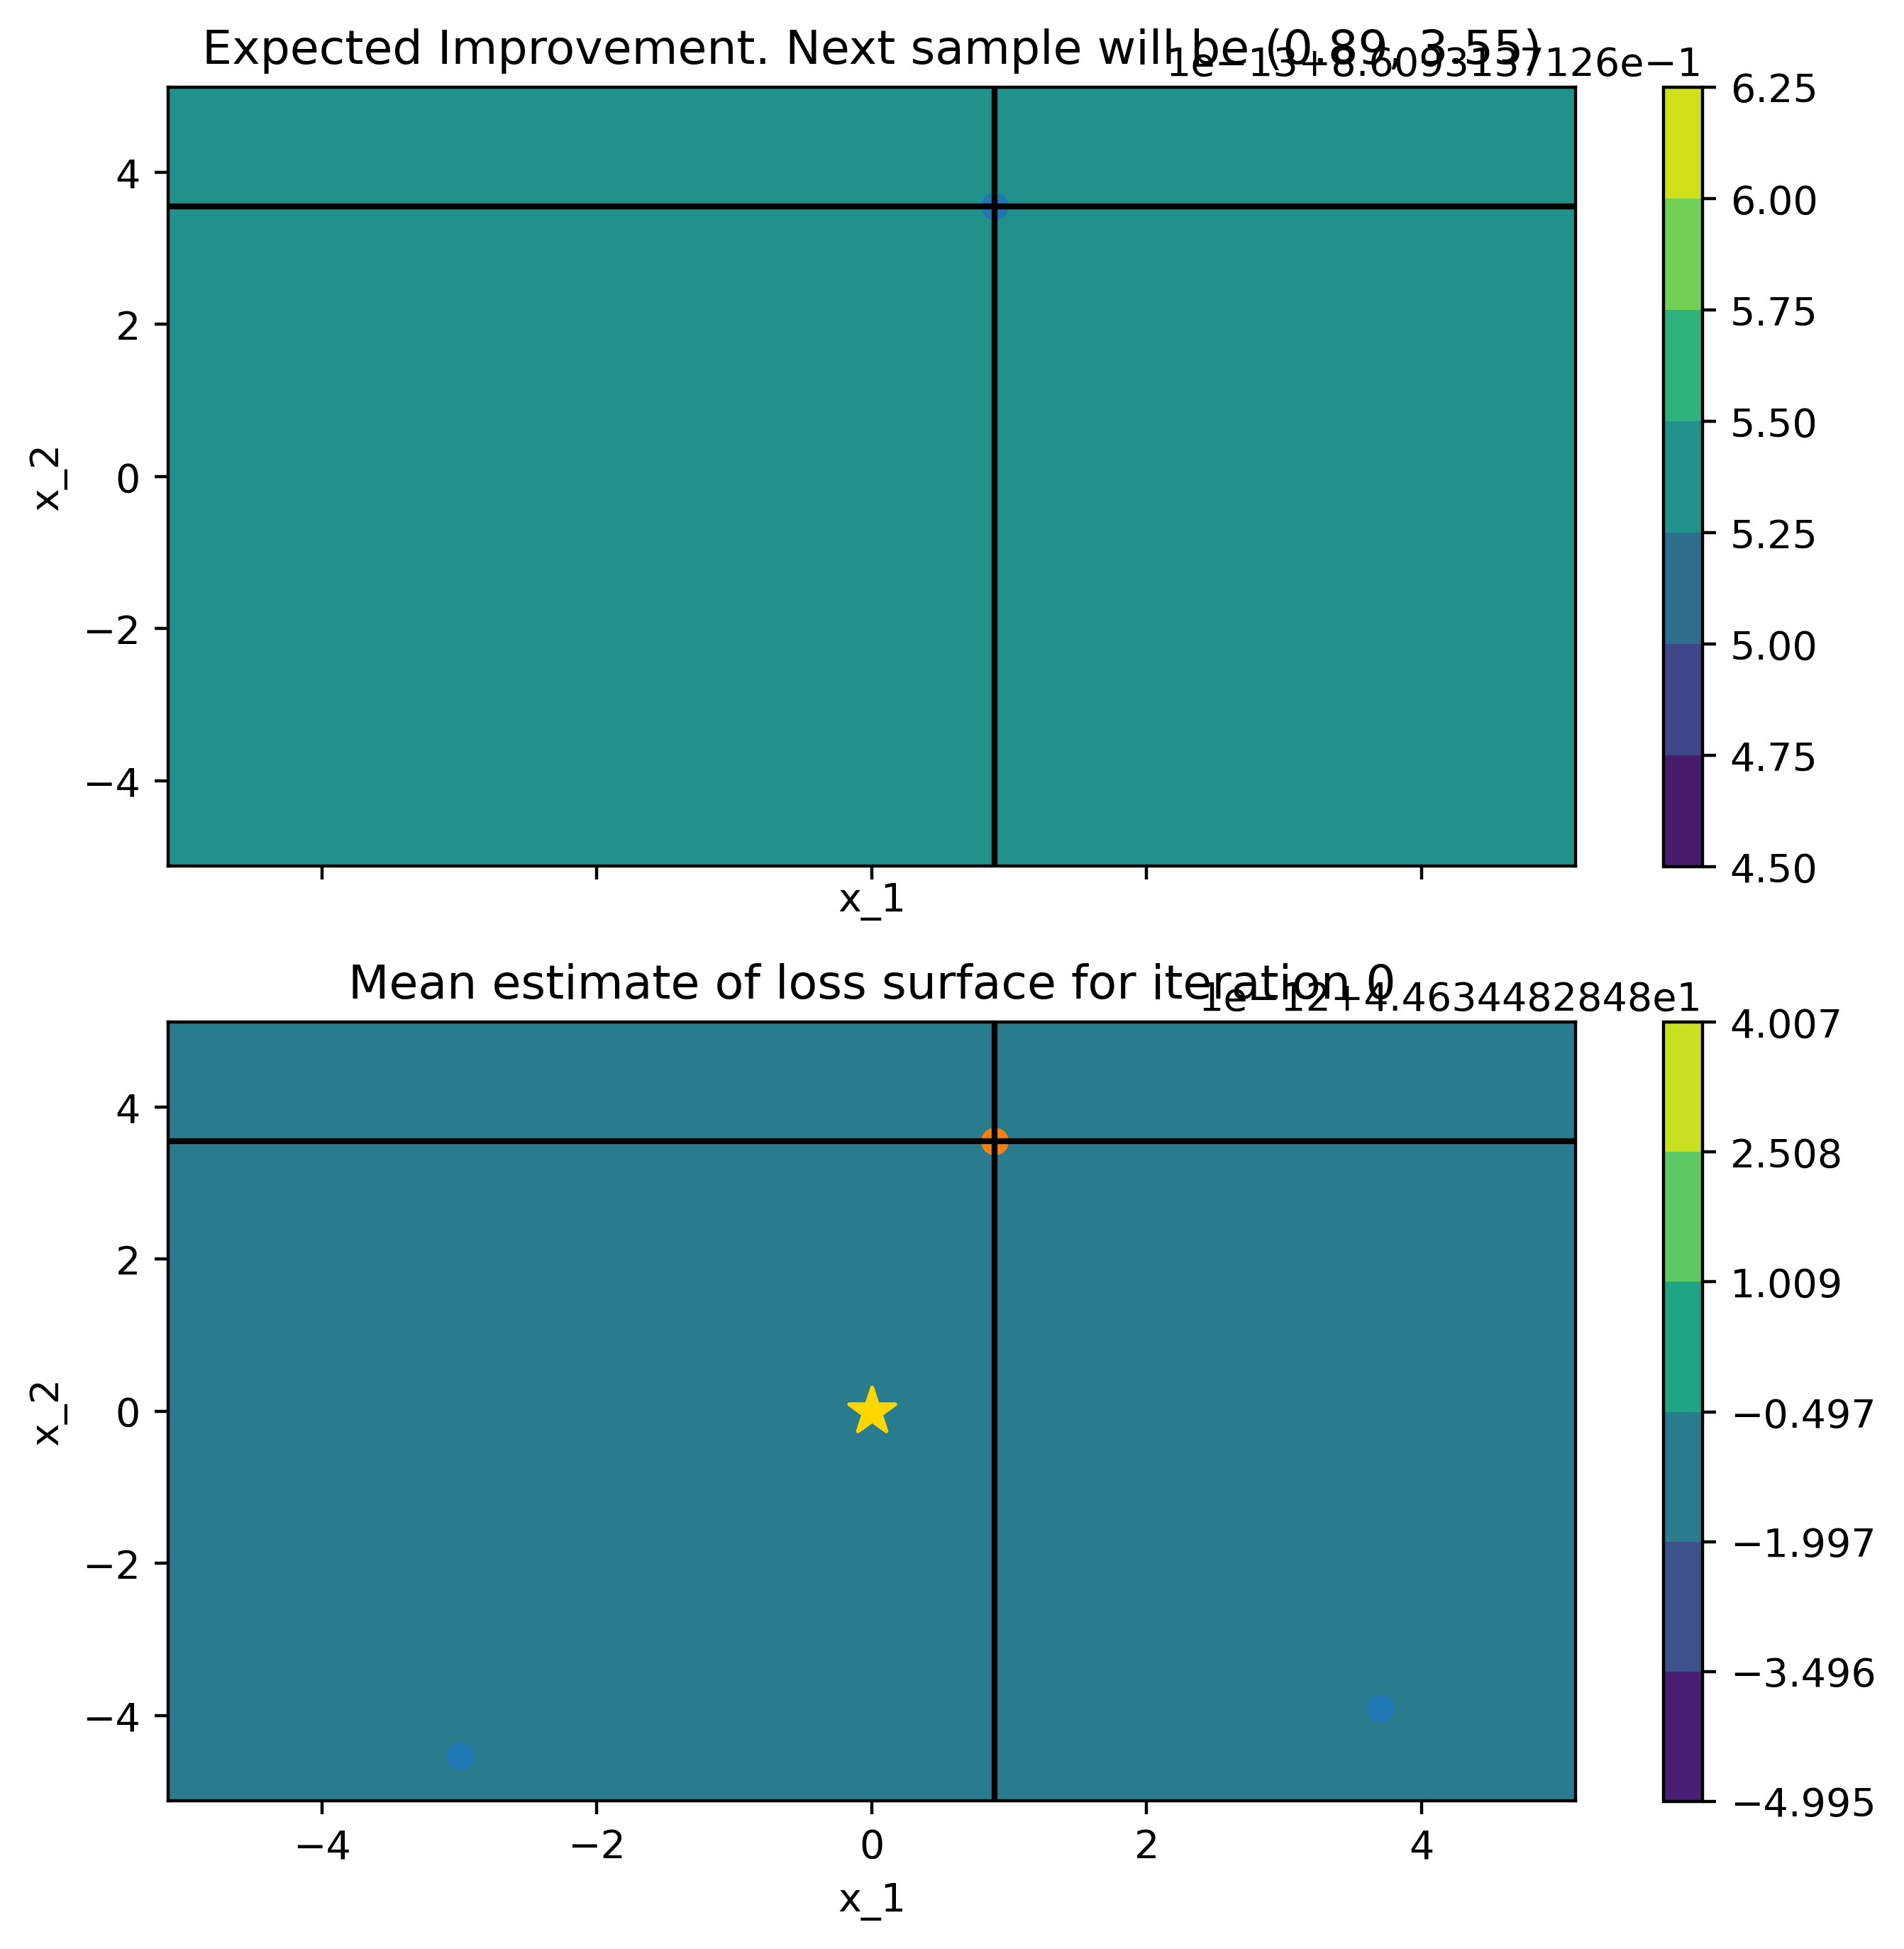 Expected Improvement. Next sample will be (0.89, 3.55)
1e−13+8.6093137126e−1
6.25
6.00
5.75
5.50
5.25
5.00
4.75
4.50
4
2
0
−2
−4
x_2
x_1
Mean estimate of loss surface for iteration 0
1e−12+4.4634482848e1
4.007
2.508
1.009
−0.497
−1.997
−3.496
−4.995
4
2
0
−2
−4
x_2
−4 −2 0 2 4
x_1